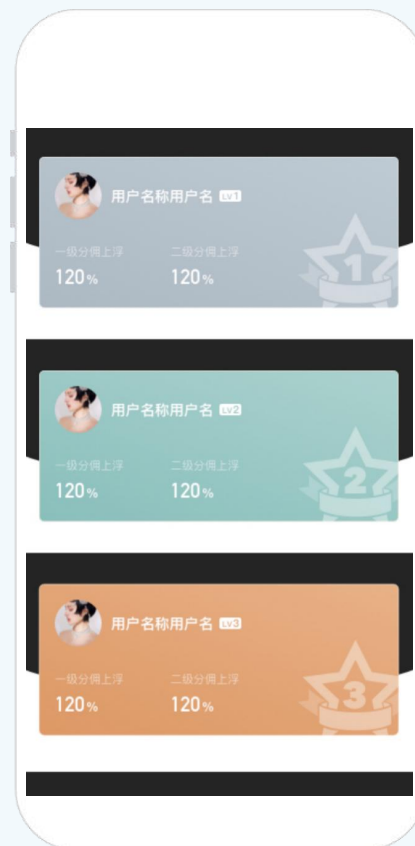 用户名称用户名 LV1
一级分佣上浮 二级分佣上浮
120% 120%
1
用户名称用户名 LV2
一级分佣上浮 二级分佣上浮
120% 120%
2
用户名称用户名 LV3
一级分佣上浮 二级分佣上浮
120% 120%
3